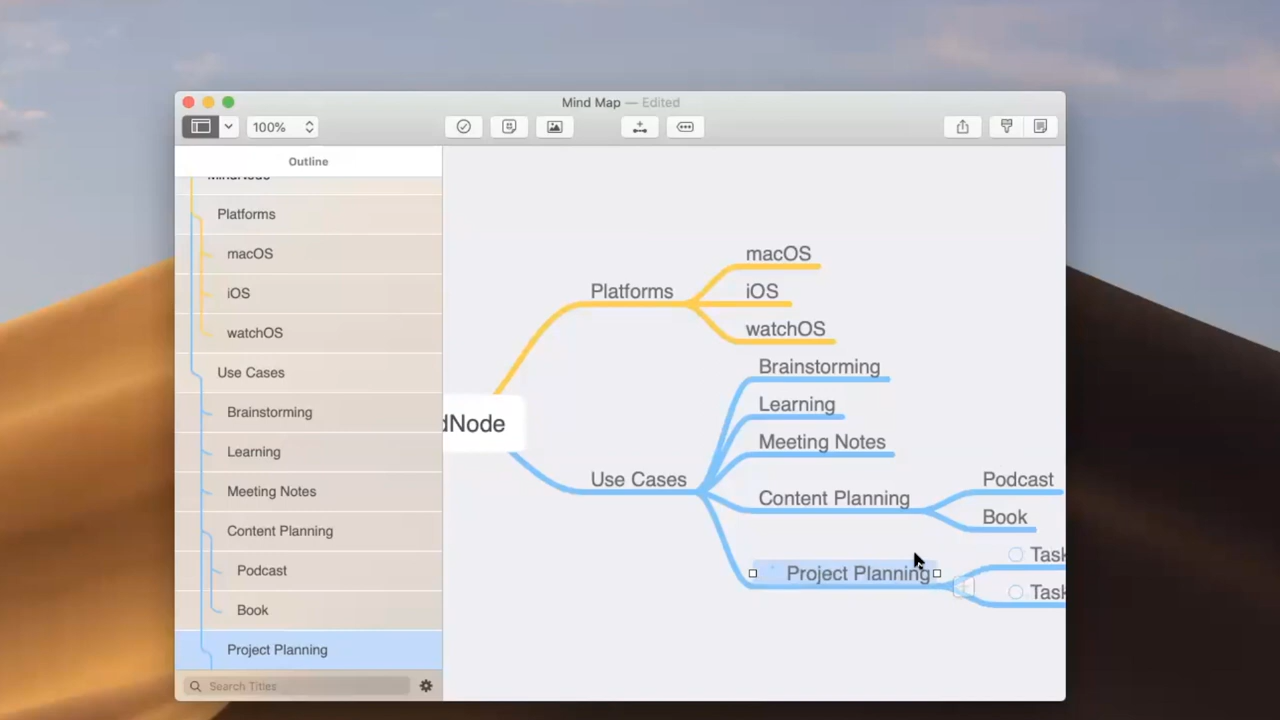 Mind Map — Edited
100%
Outline
MindNode
Platforms
macOS
iOS
watchOS
Use Cases
Brainstorming
Learning
Meeting Notes
Content Planning
Podcast
Book
Project Planning
Search Titles
dNode
Platforms
macOS
iOS
watchOS
Use Cases
Brainstorming
Learning
Meeting Notes
Content Planning
Podcast
Book
Project Planning
Task
Task